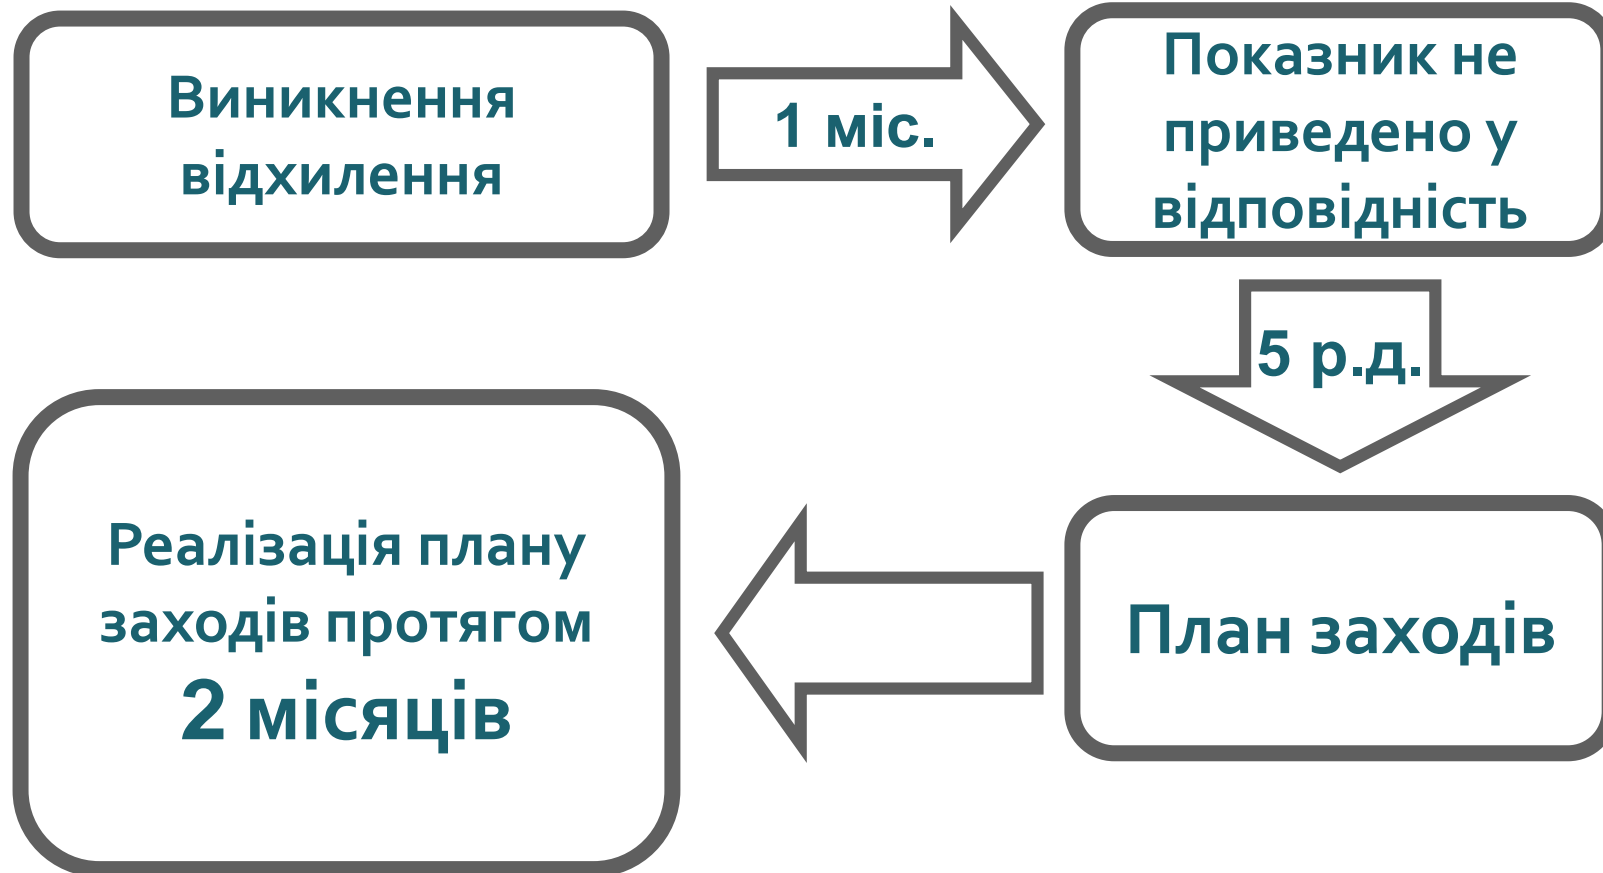 Виникнення
відхилення
1 міс.
Показник не
приведено у
відповідність
5 р.д.
План заходів
Реалізація плану
заходів протягом
2 місяців